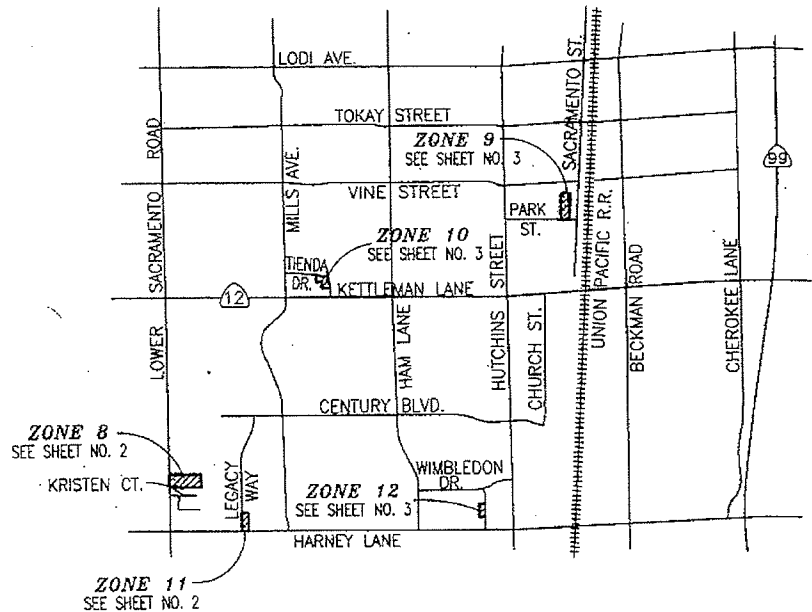 LODI AVE.
TOKAY STREET
ZONE 9
SEE SHEET NO. 3
SACRAMENTO ST.
99
LOWER SACRAMENTO ROAD
MILLS AVE.
VINE STREET
PARK ST.
ZONE 10
SEE SHEET NO. 3
TIENDA DR.
12
KETTLEMAN LANE
HAM LANE
HUTCHINS STREET
CHURCH ST.
UNION PACIFIC R.R.
BECKMAN ROAD
CHEROKEE LANE
CENTURY BLVD.
ZONE 8
SEE SHEET NO. 2
KRISTEN CT.
LEGACY WAY
WIMBLEDON DR.
ZONE 12
SEE SHEET NO. 3
HARNEY LANE
ZONE 11
SEE SHEET NO. 2